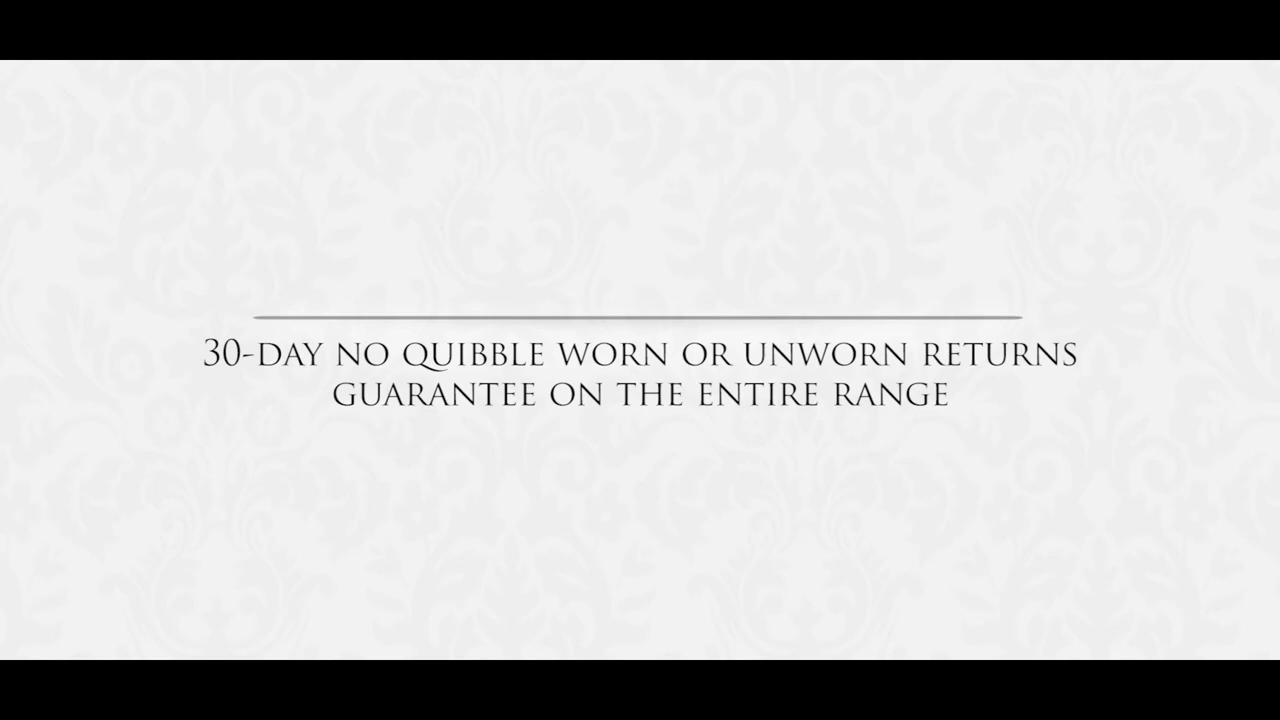 30-DAY NO QUIBBLE WORN OR UNWORN RETURNS
GUARANTEE ON THE ENTIRE RANGE